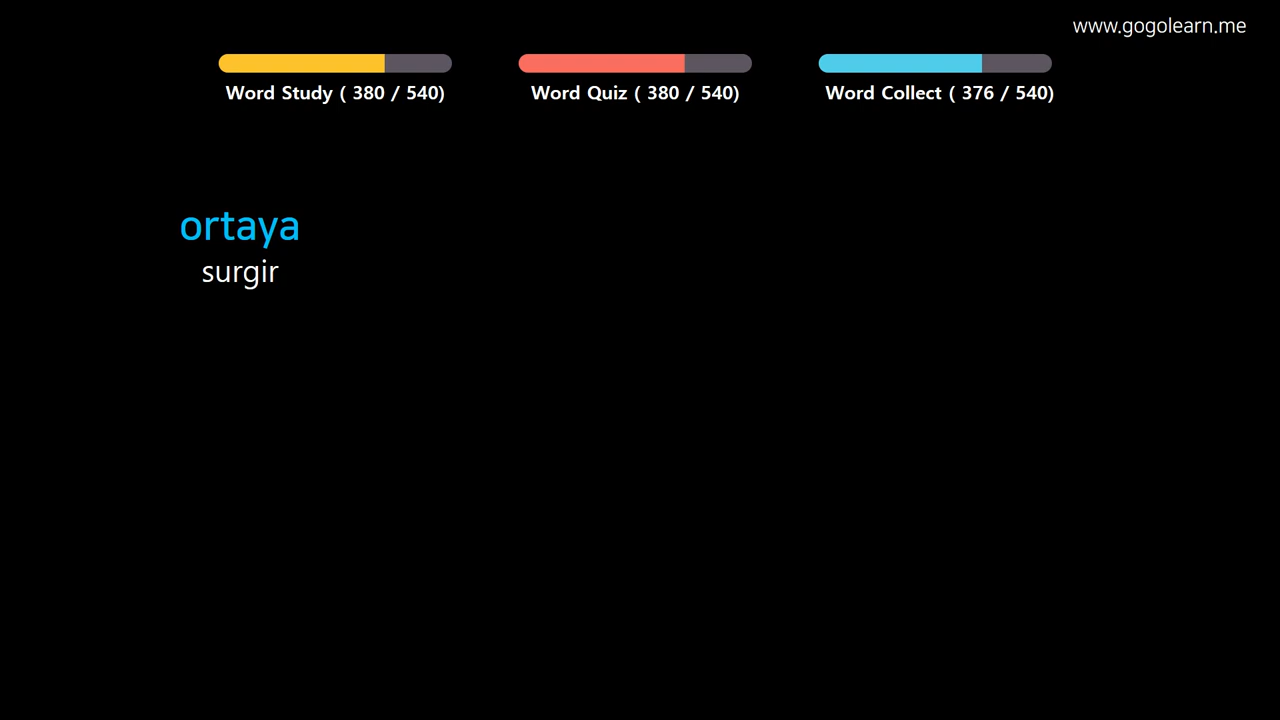 www.gogolearn.me
Word Study ( 380 / 540)
Word Quiz ( 380 / 540)
Word Collect ( 376 / 540)
ortaya
surgir